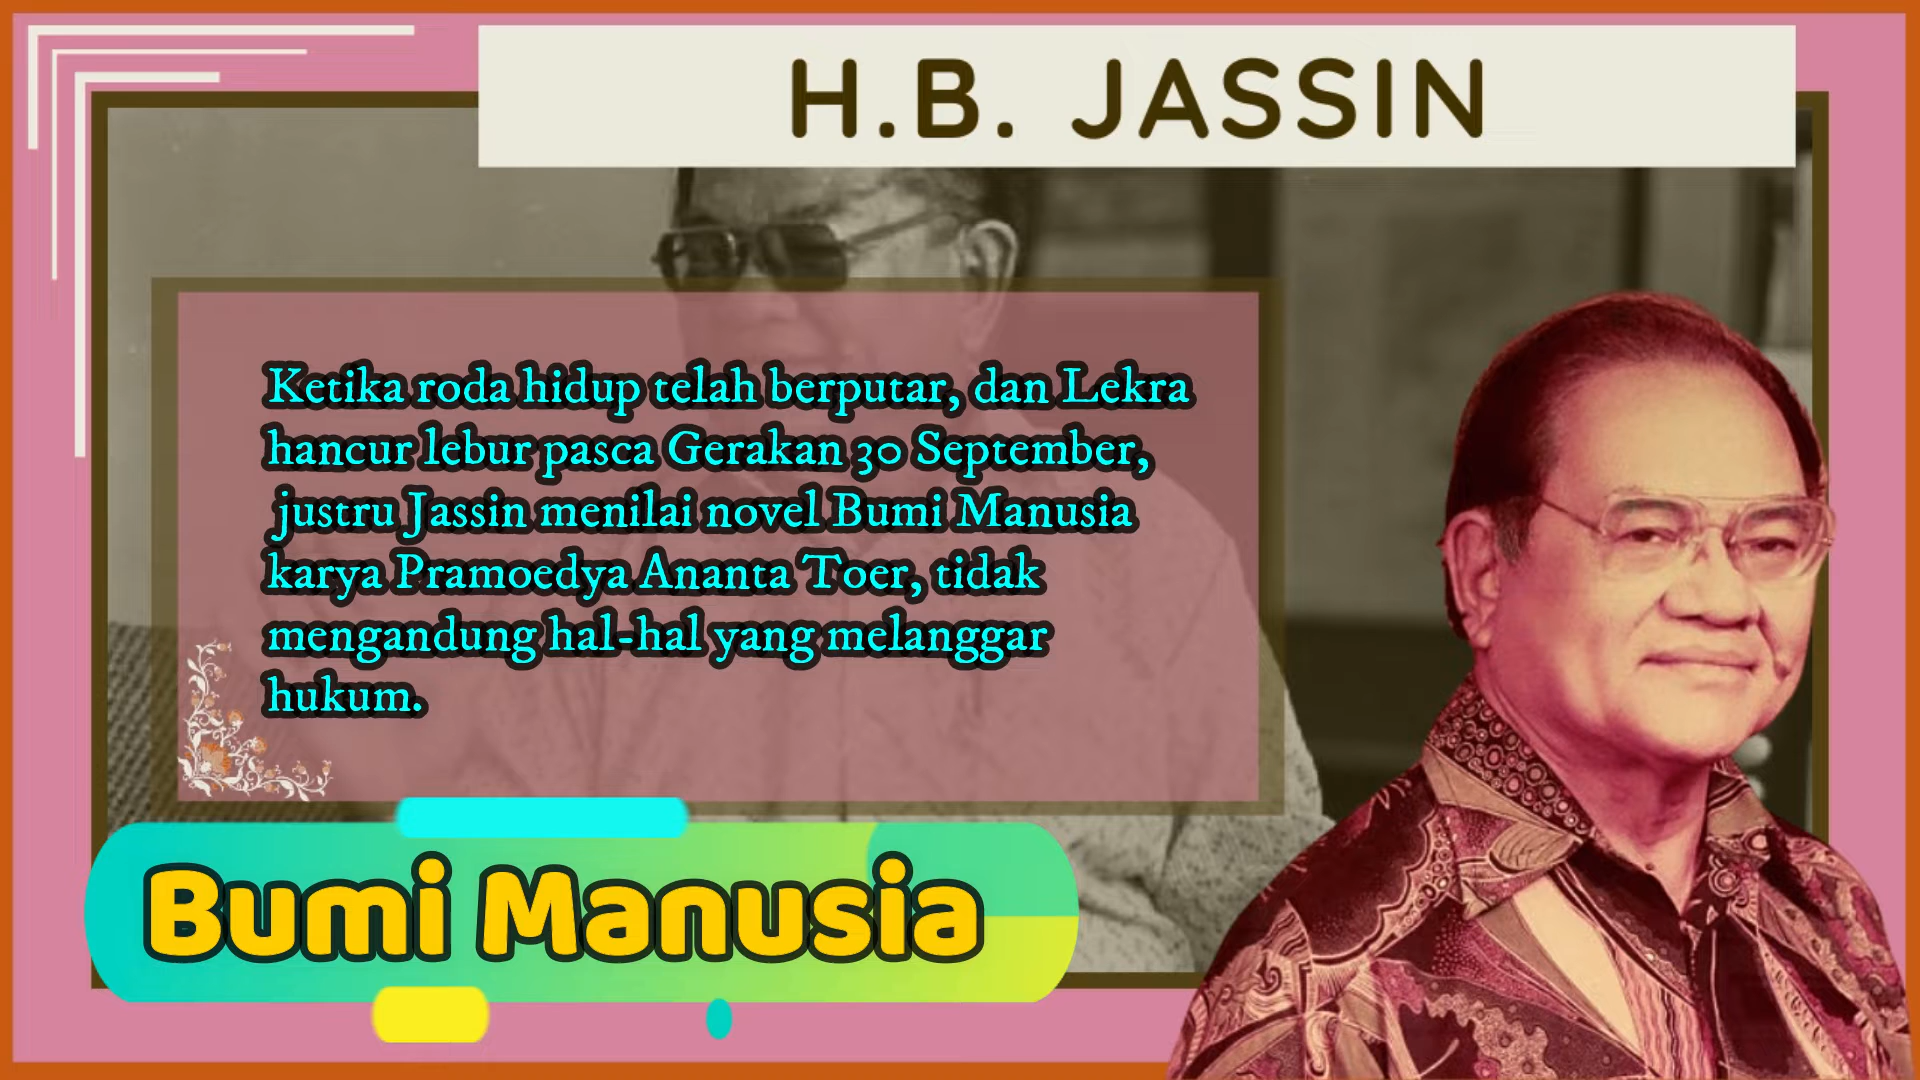 H.B. JASSIN
Ketika roda hidup telah berputar, dan Lekra
hancur lebur pasca Gerakan 30 September,
justru Jassin menilai novel Bumi Manusia
karya Pramoedya Ananta Toer, tidak
mengandung hal-hal yang melanggar
hukum.
Bumi Manusia